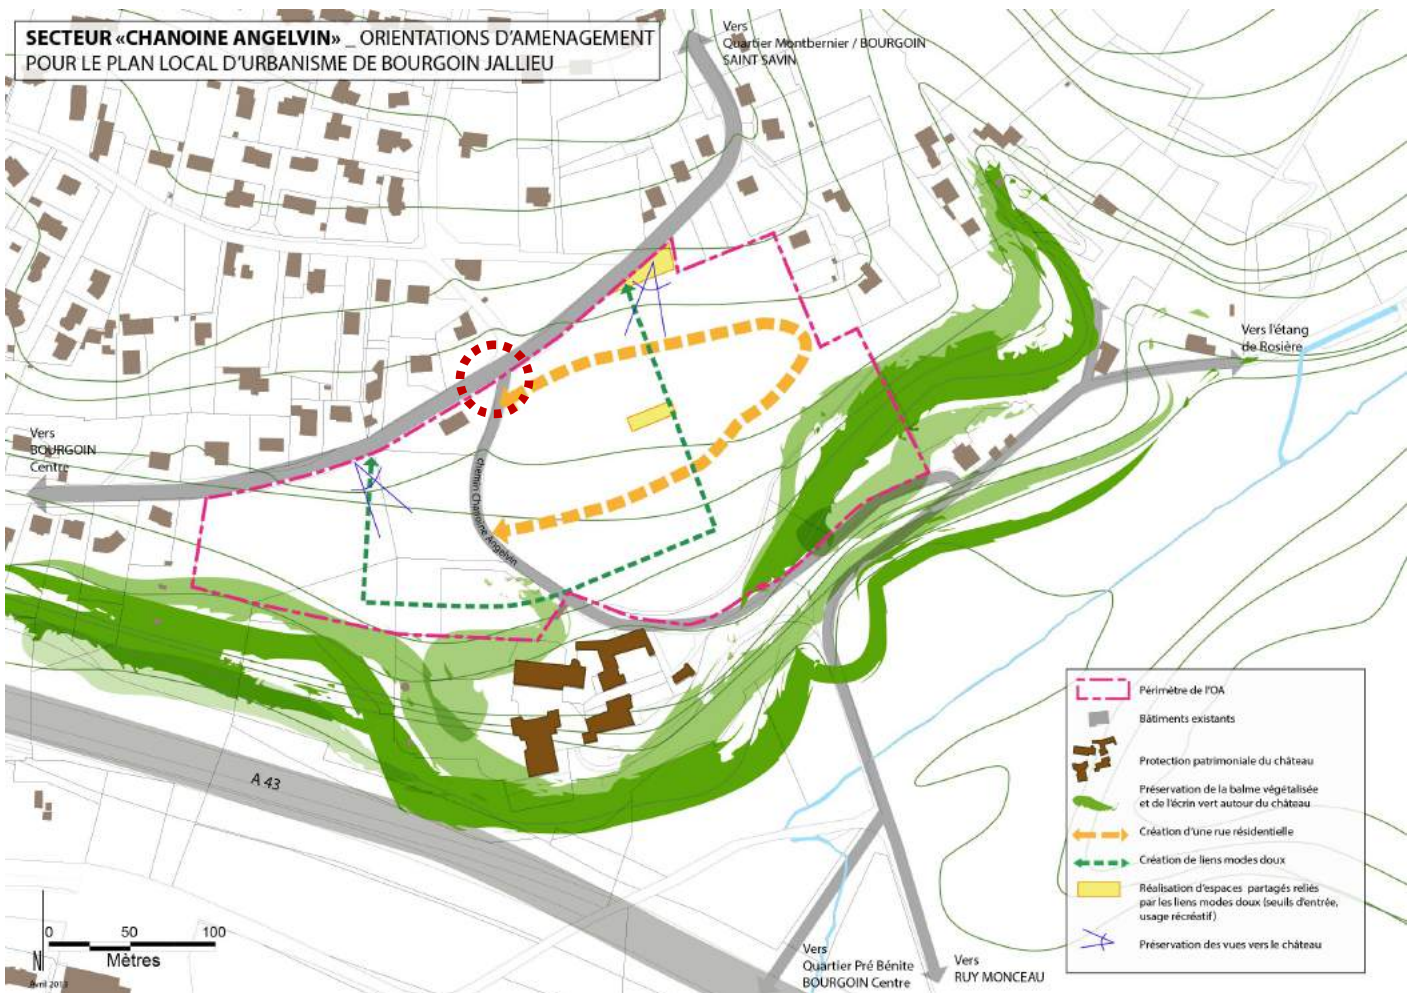 SECTEUR «CHANOINE ANGELVIN» _ ORIENTATIONS D'AMENAGEMENT
POUR LE PLAN LOCAL D'URBANISME DE BOURGOIN JALLIEU
Vers
Quartier Montbernier / BOURGOIN
SAINT SAVIN
Vers l'étang
de Rosière
Vers
BOURGOIN
Centre
chemin Chanoine Angelvin
A 43
Périmètre de l'OA
Bâtiments existants
Protection patrimoniale du château
Préservation de la balme végétalisée
et de l'écrin vert autour du château
Création d'une rue résidentielle
Création de liens modes doux
Réalisation d'espaces partagés reliés
par les liens modes doux (seuils d'entrée,
usage récréatif)
Préservation des vues vers le château
0 50 100
Mètres
N
Avril 2013
Vers
Quartier Pré Bénite
BOURGOIN Centre
Vers
RUY MONCEAU